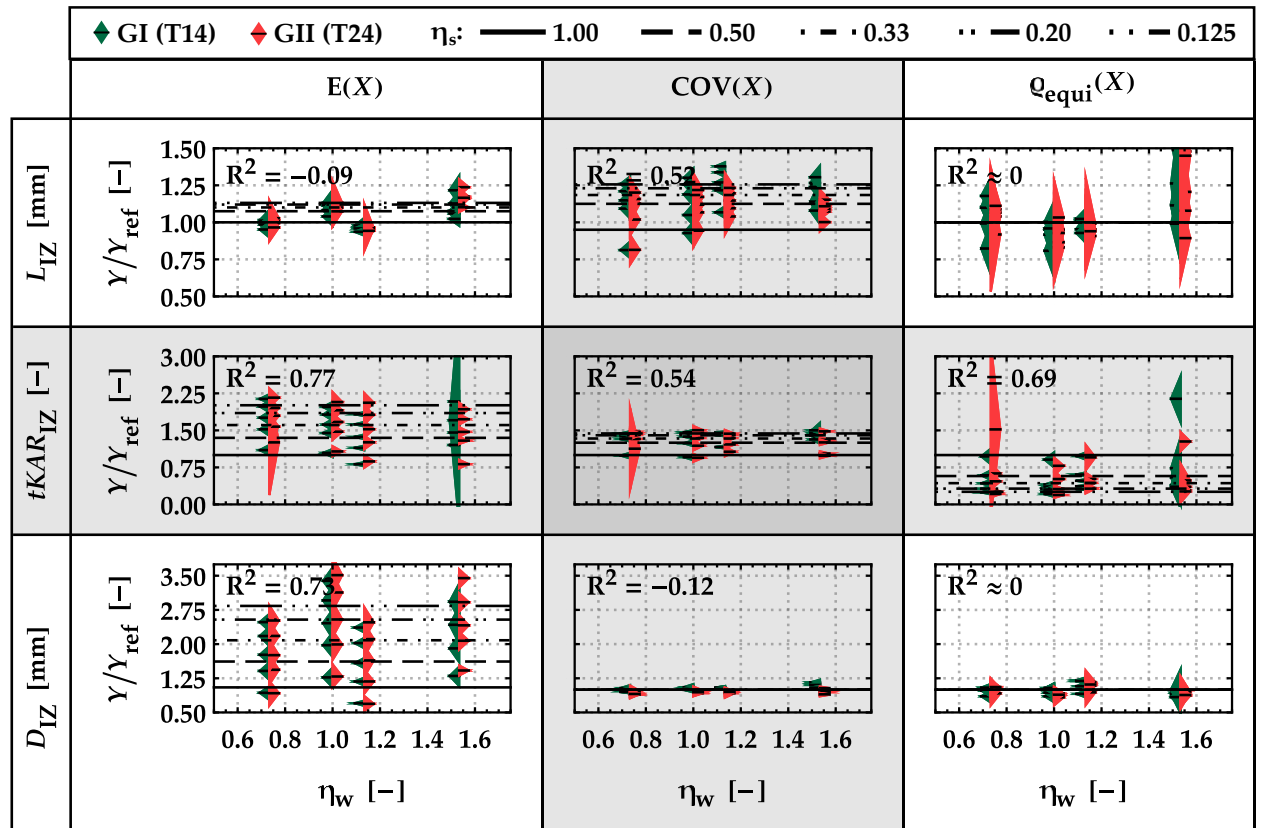 GI (T14) GII (T24) ηs: 1.00 0.50 0.33 0.20 0.125
E(X) COV(X) ϱequi(X)
LIZ [mm]
Y/Yref [−]
1.50
1.25
1.00
0.75
0.50
R² = −0.09
R² = 0.52
R² ≈ 0
tKARIZ [−]
Y/Yref [−]
3.00
2.25
1.50
0.75
0.00
R² = 0.77
R² = 0.54
R² = 0.69
DIZ [mm]
Y/Yref [−]
3.50
2.75
2.00
1.25
0.50
R² = 0.73
R² = −0.12
R² ≈ 0
0.6 0.8 1.0 1.2 1.4 1.6
0.6 0.8 1.0 1.2 1.4 1.6
0.6 0.8 1.0 1.2 1.4 1.6
ηw [−]
ηw [−]
ηw [−]